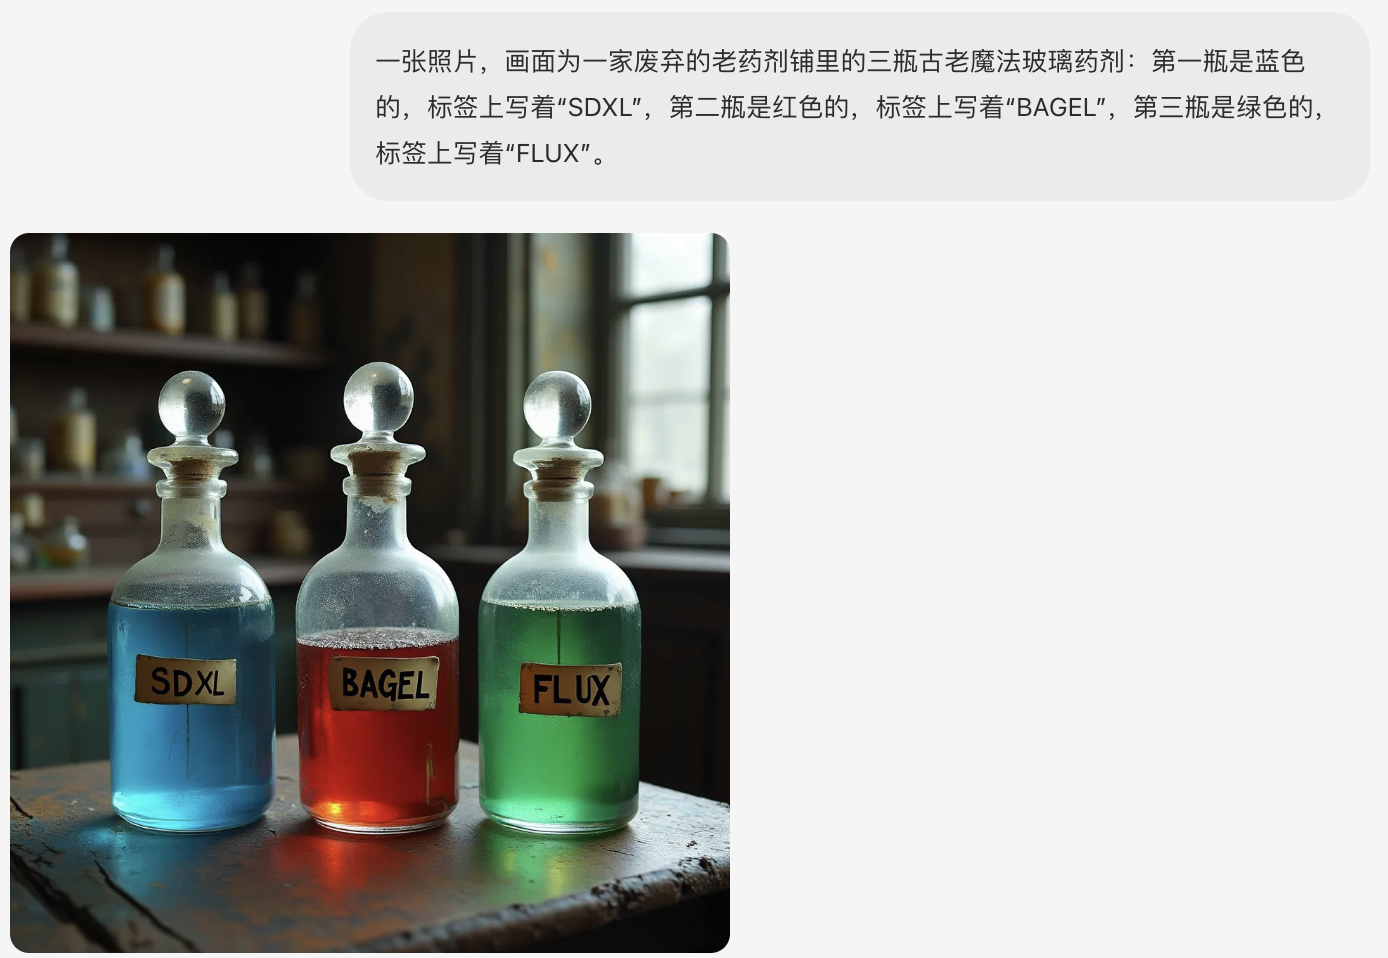 一张照片，画面为一家废弃的老药剂铺里的三瓶古老魔法玻璃药剂：第一瓶是蓝色
的，标签上写着“SDXL”，第二瓶是红色的，标签上写着“BAGEL”，第三瓶是绿色的，
标签上写着“FLUX”。
SDXL
BAGEL
FLUX